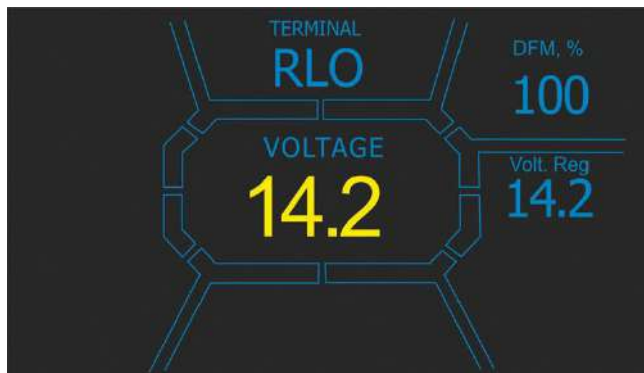 TERMINAL
RLO
DFM, %
100
VOLTAGE
14.2
Volt. Reg
14.2